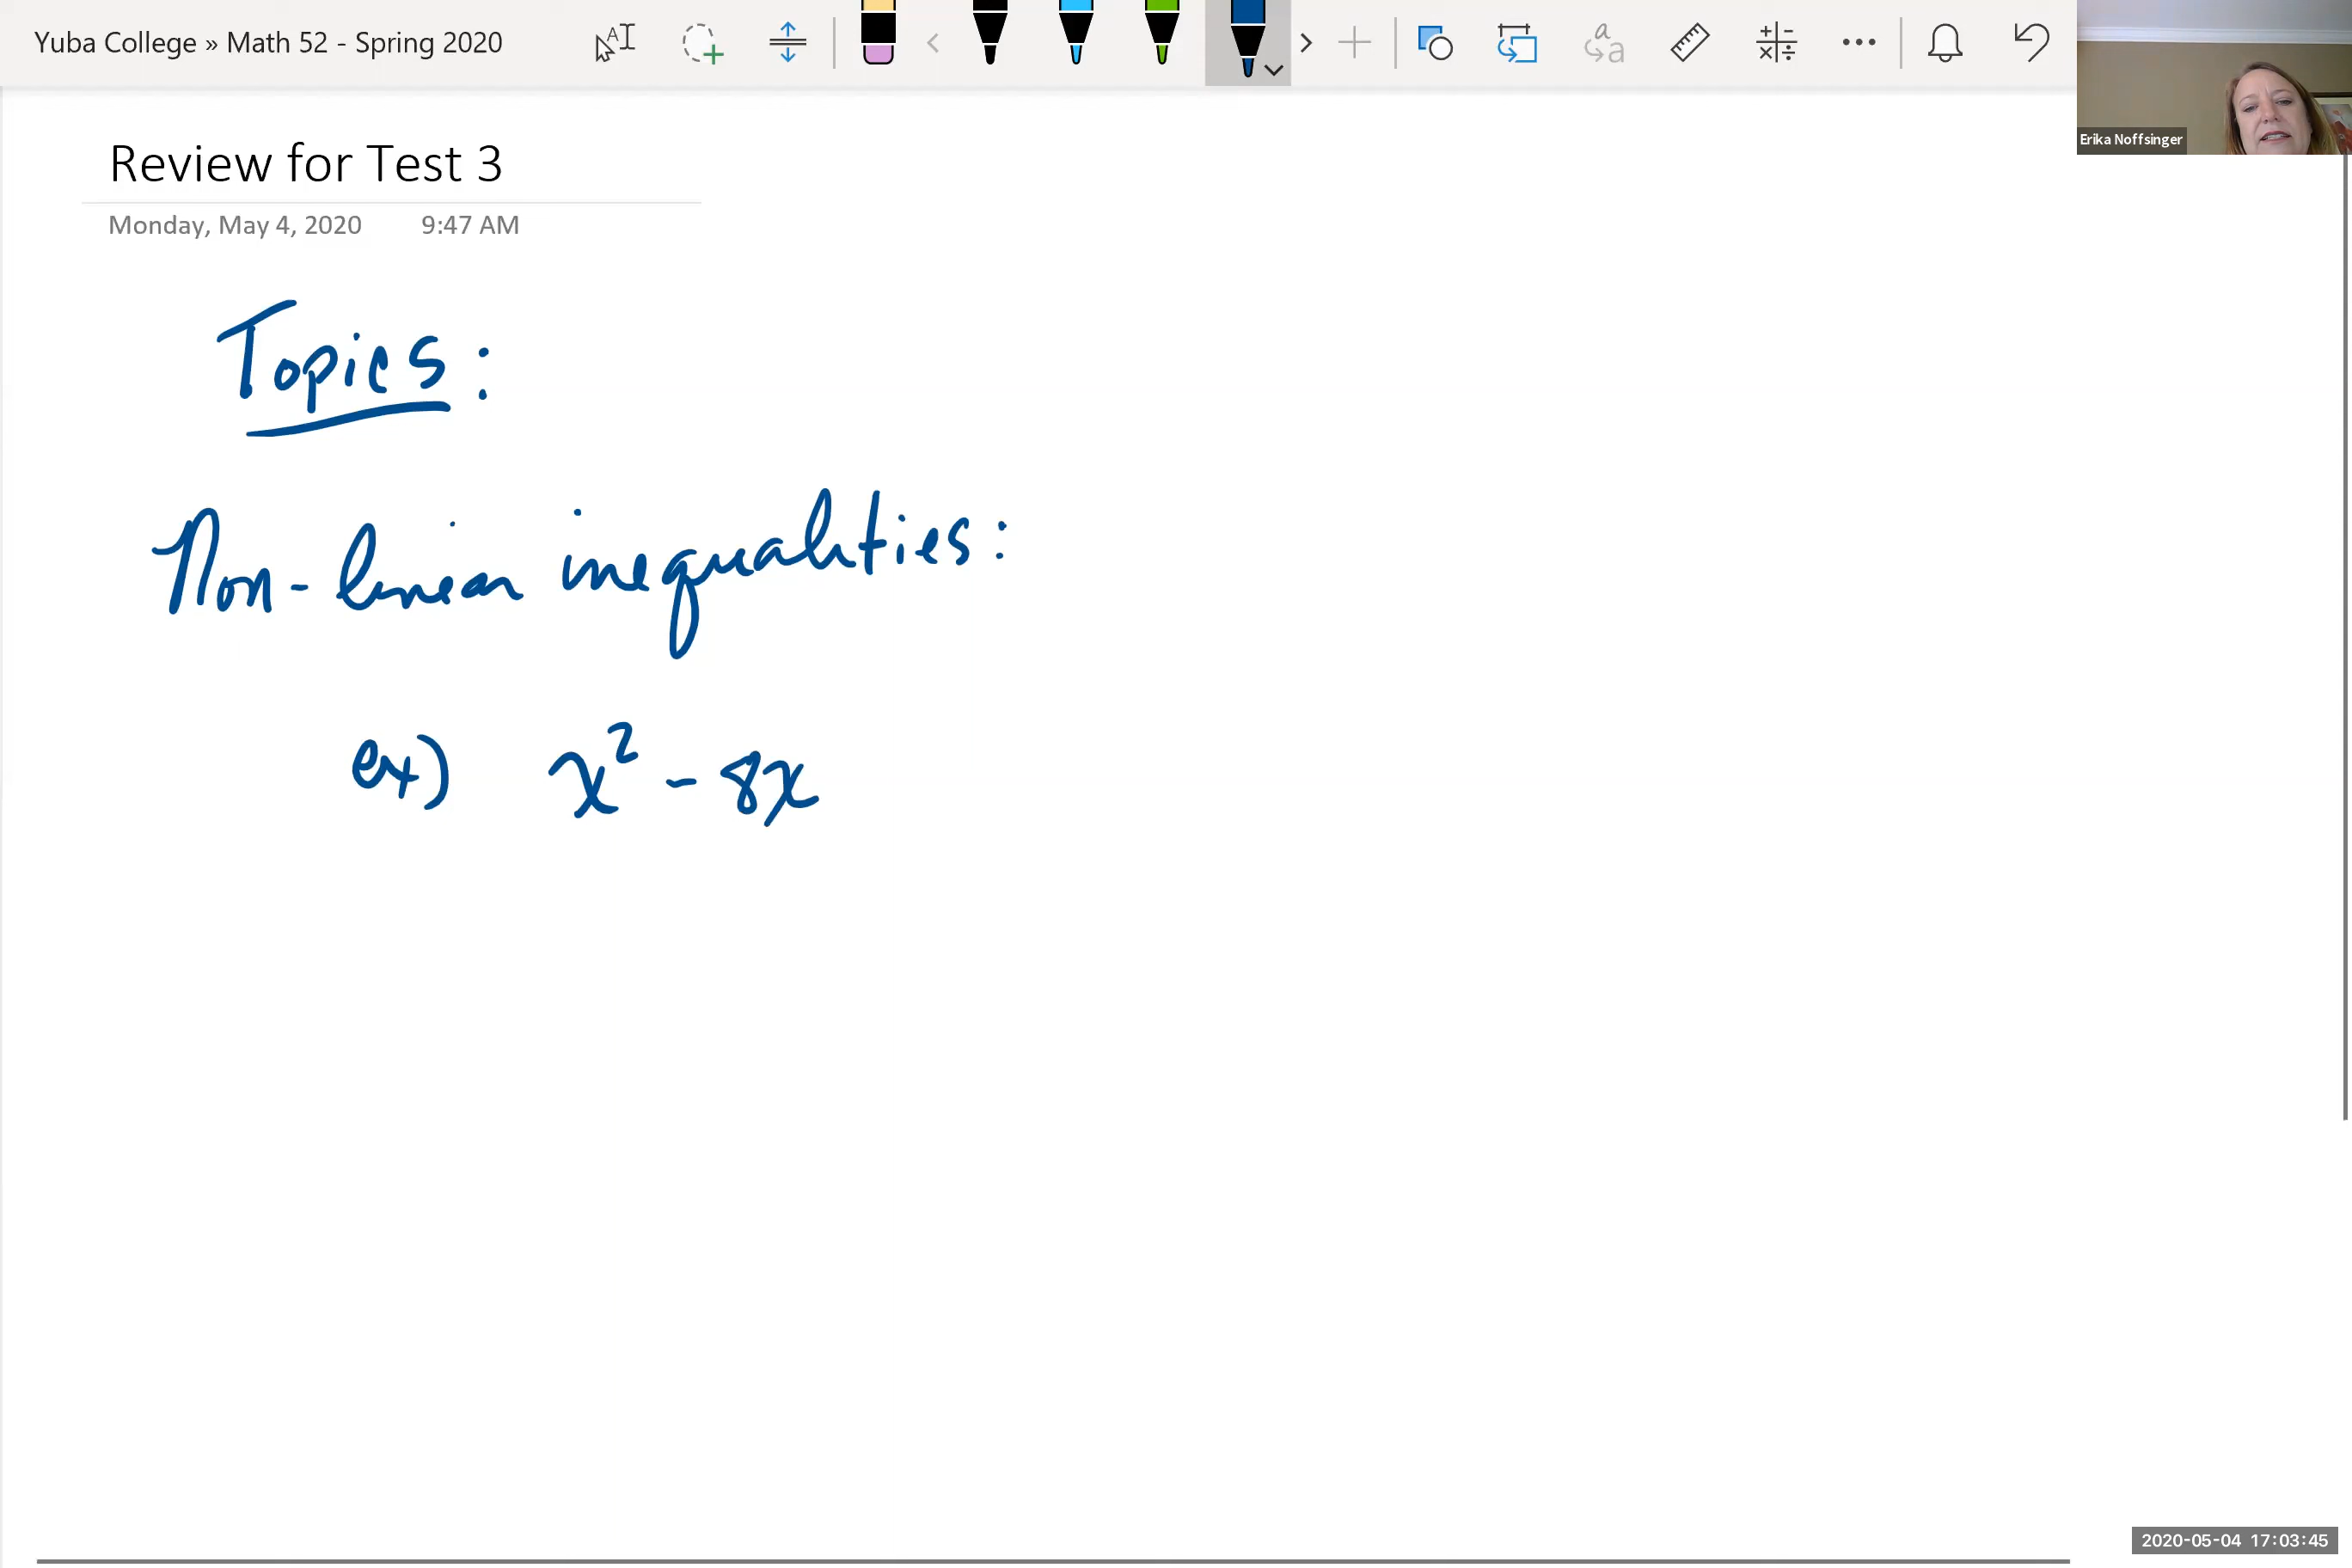 Yuba College » Math 52 - Spring 2020
Erika Noffsinger
Review for Test 3
Monday, May 4, 2020 9:47 AM
Topics:
Non-linear inequalities:
ex) x² - 8x
2020-05-04 17:03:45